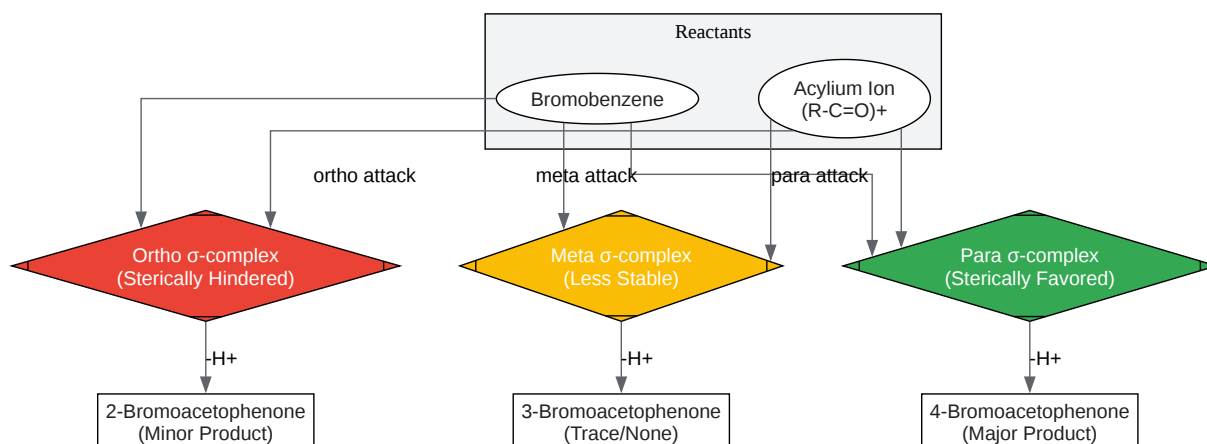 Reactants
Bromobenzene
Acylium Ion
(R-C=O)+
ortho attack
meta attack
para attack
Ortho σ-complex
(Sterically Hindered)
Meta σ-complex
(Less Stable)
Para σ-complex
(Sterically Favored)
-H+
-H+
-H+
2-Bromoacetophenone
(Minor Product)
3-Bromoacetophenone
(Trace/None)
4-Bromoacetophenone
(Major Product)